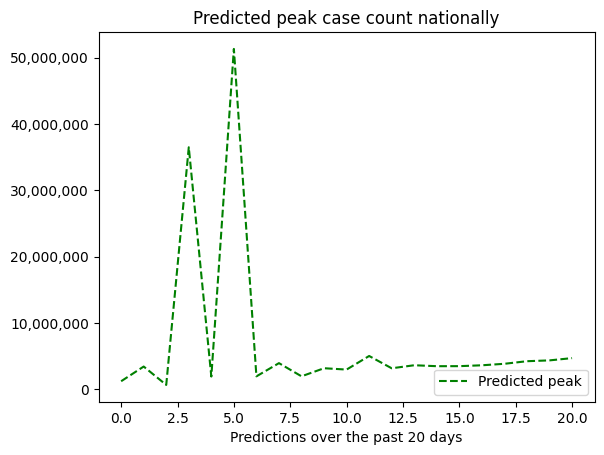 Predicted peak case count nationally
50,000,000
40,000,000
30,000,000
20,000,000
10,000,000
0
Predicted peak
0.0 2.5 5.0 7.5 10.0 12.5 15.0 17.5 20.0
Predictions over the past 20 days